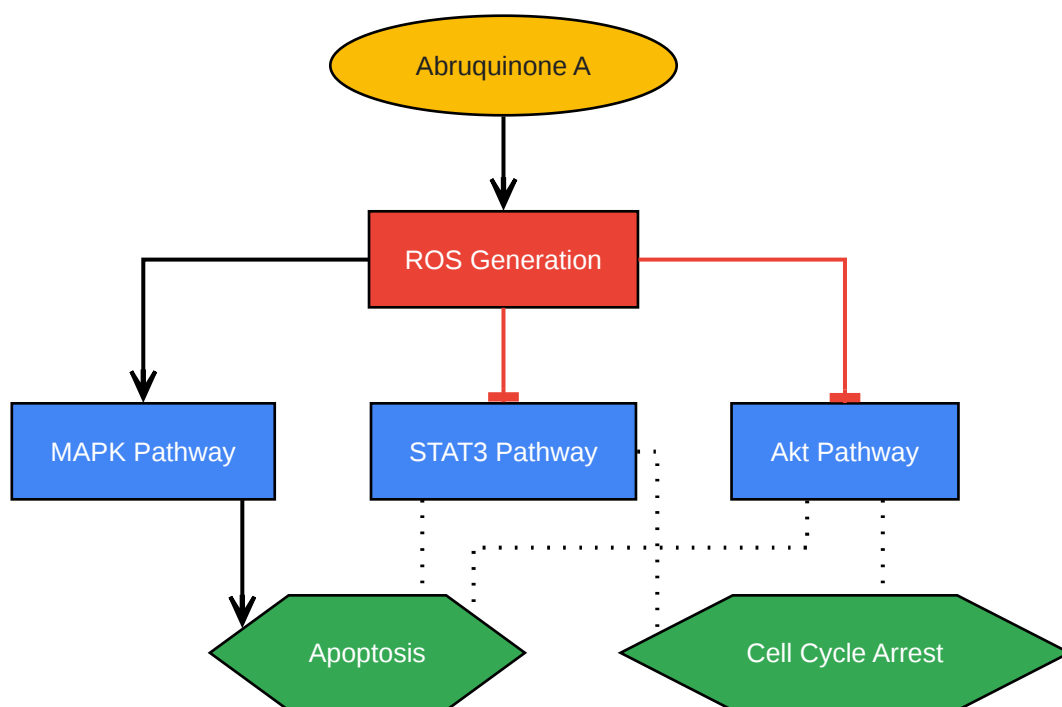 Abruquinone A
ROS Generation
MAPK Pathway
STAT3 Pathway
Akt Pathway
Apoptosis
Cell Cycle Arrest